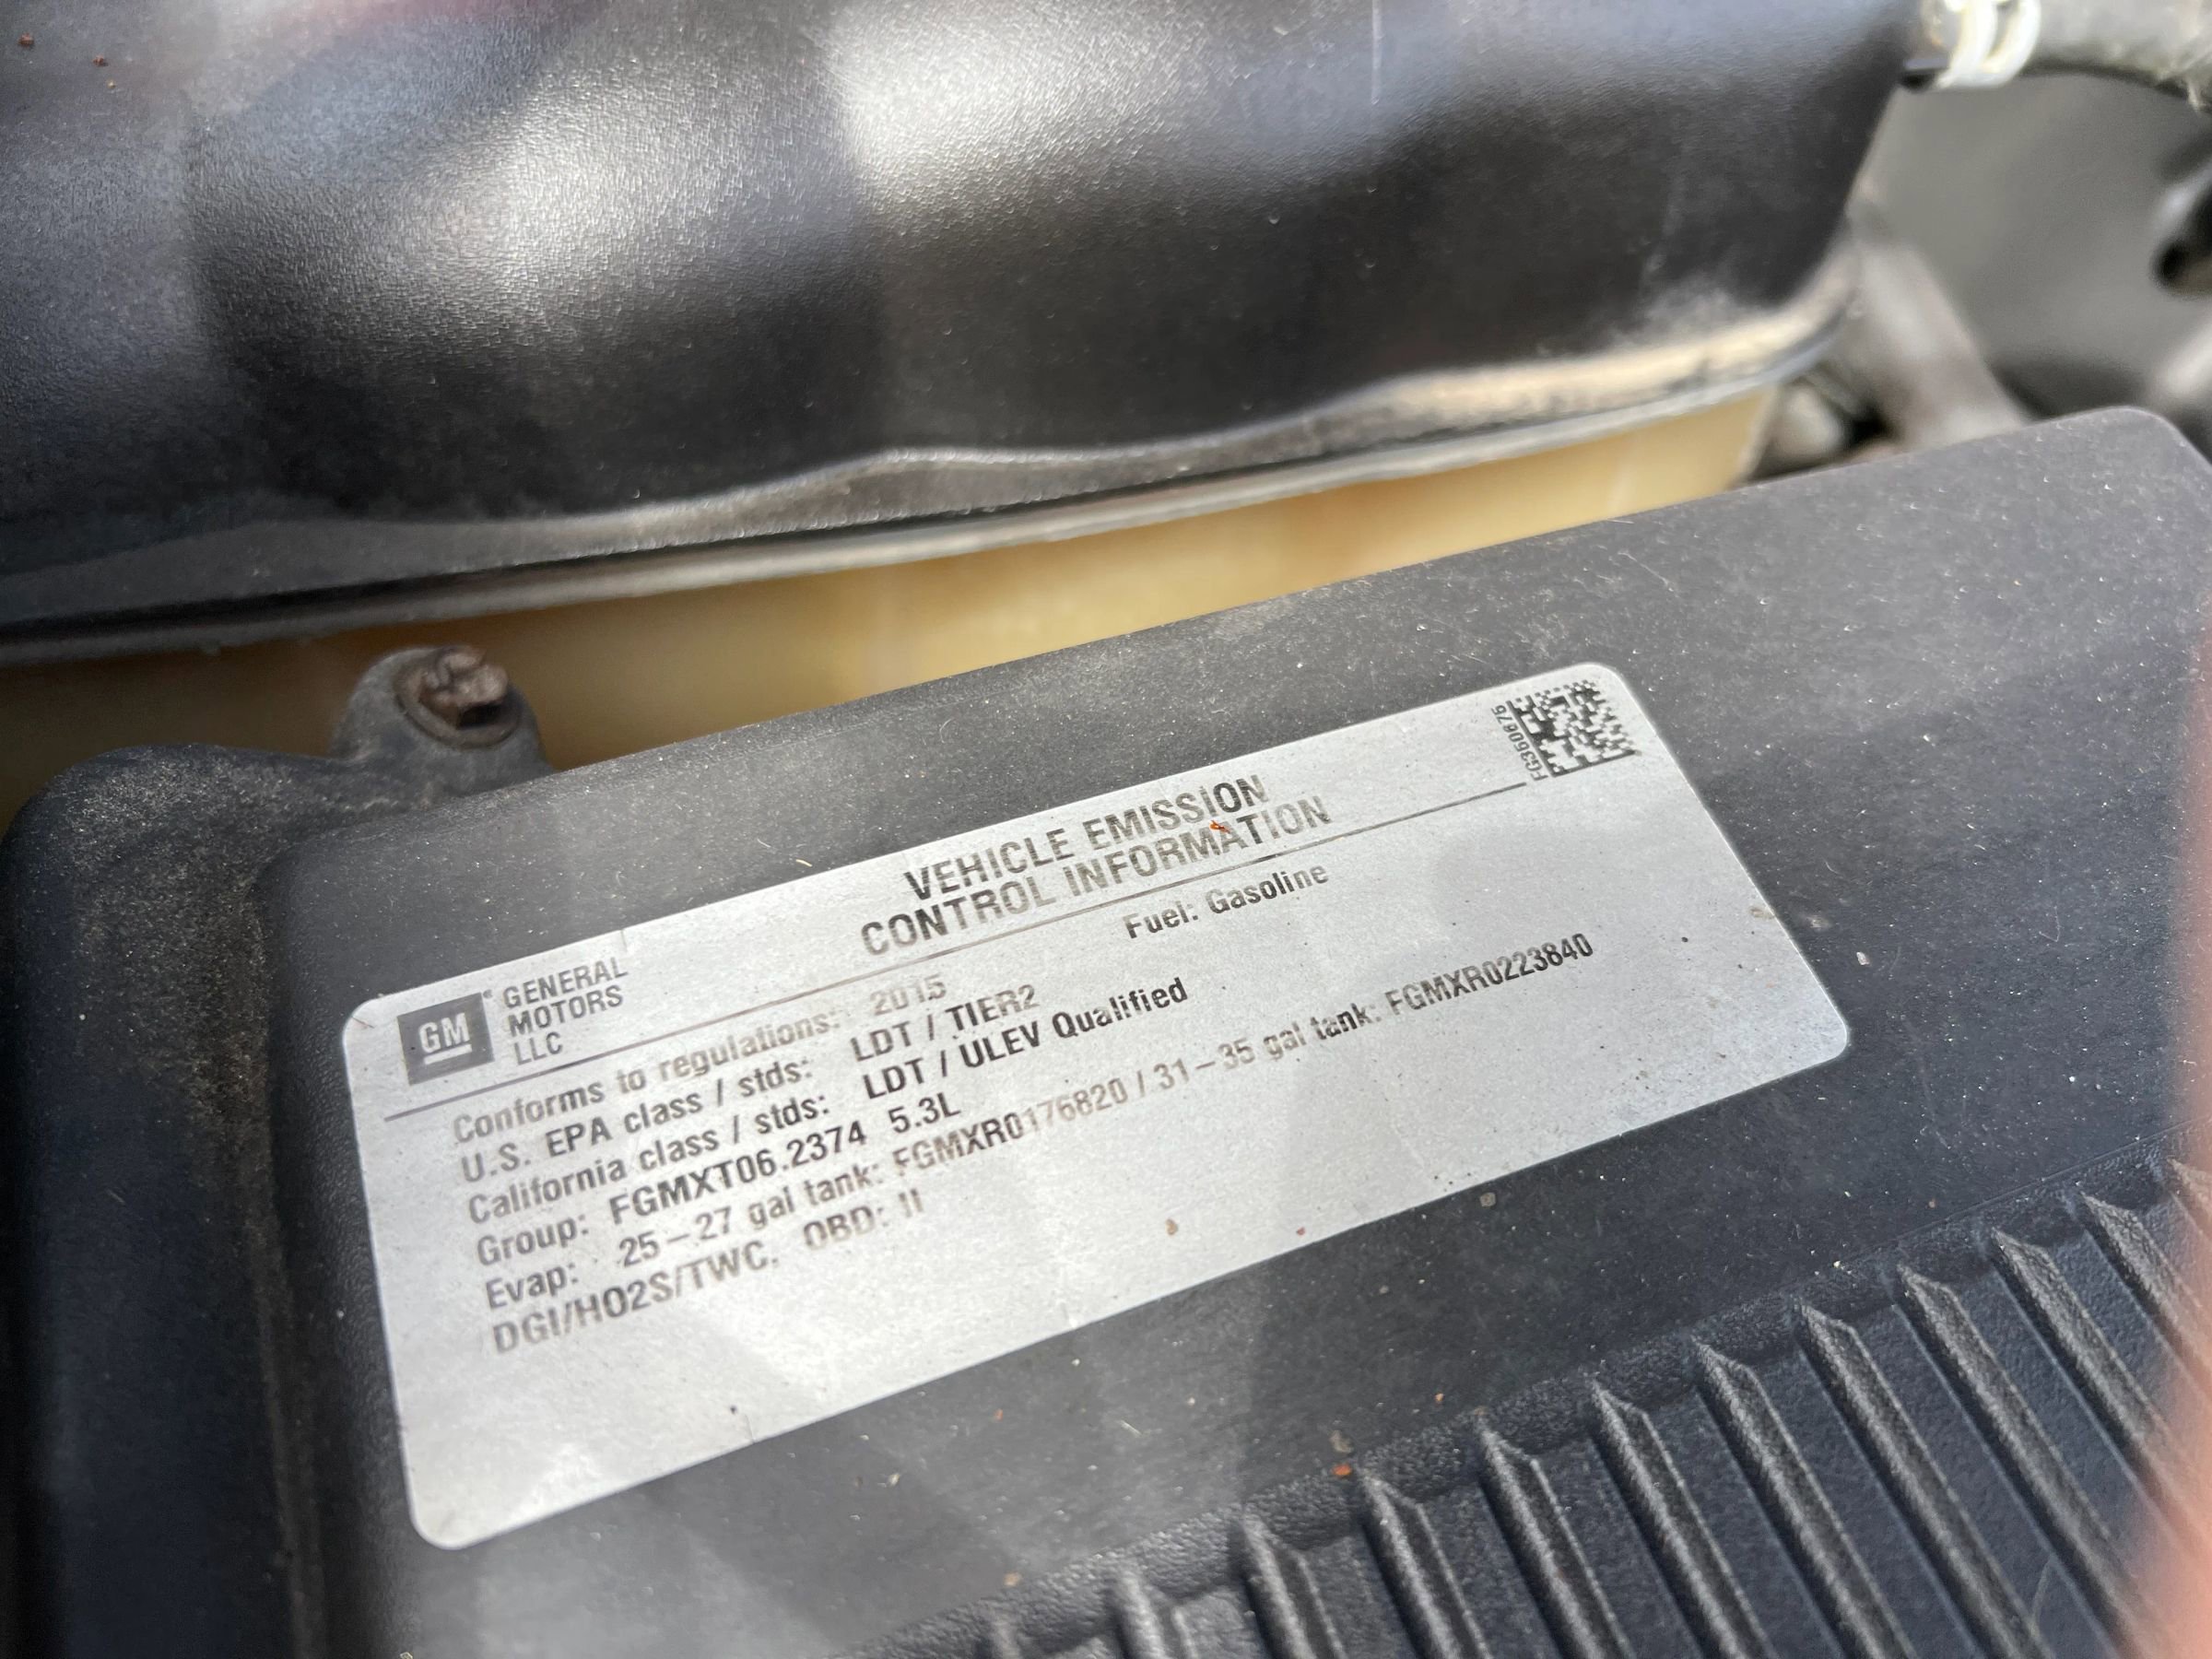 FG360675
VEHICLE EMISSION
CONTROL INFORMATION
GM
GENERAL
MOTORS
LLC
Fuel: Gasoline
Conforms to regulations: 2015
U.S. EPA class / stds: LDT / TIER2
California class / stds: LDT / ULEV Qualified
Group: FGMXT06.2374 5.3L
Evap: 25–27 gal tank: FGMXR0176820 / 31–35 gal tank: FGMXR0223840
DGI/HO2S/TWC. OBD: II